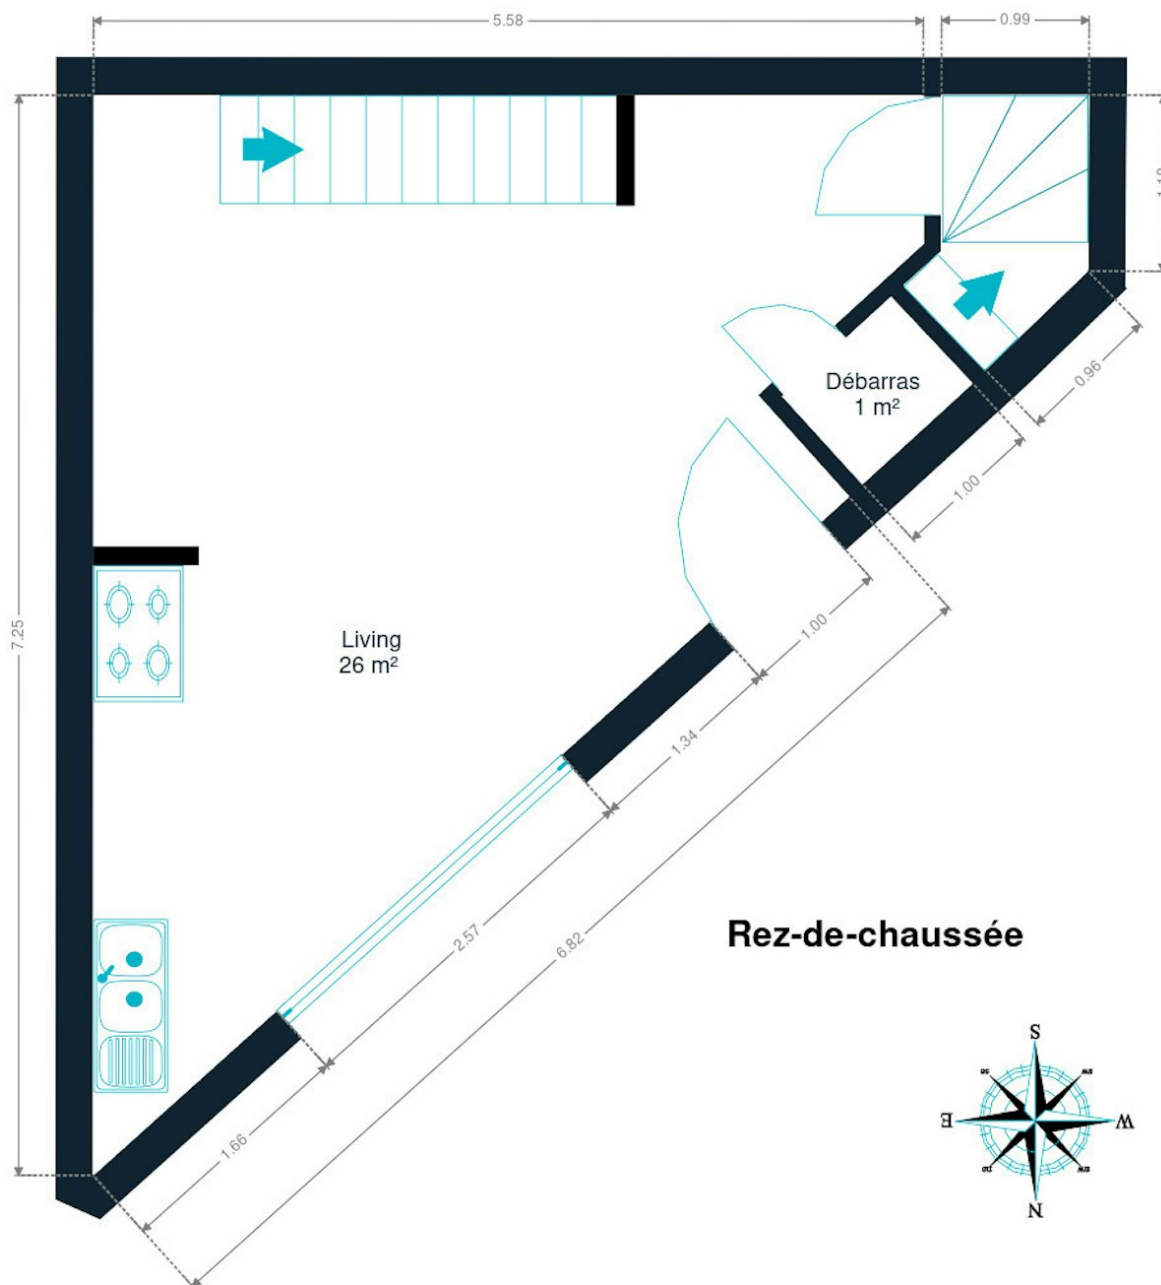 5.58
0.99
Débarras
1 m²
0.96
1.00
7.25
Living
26 m²
1.00
1.34
2.57
6.82
1.66
Rez-de-chaussée
S
E
W
N